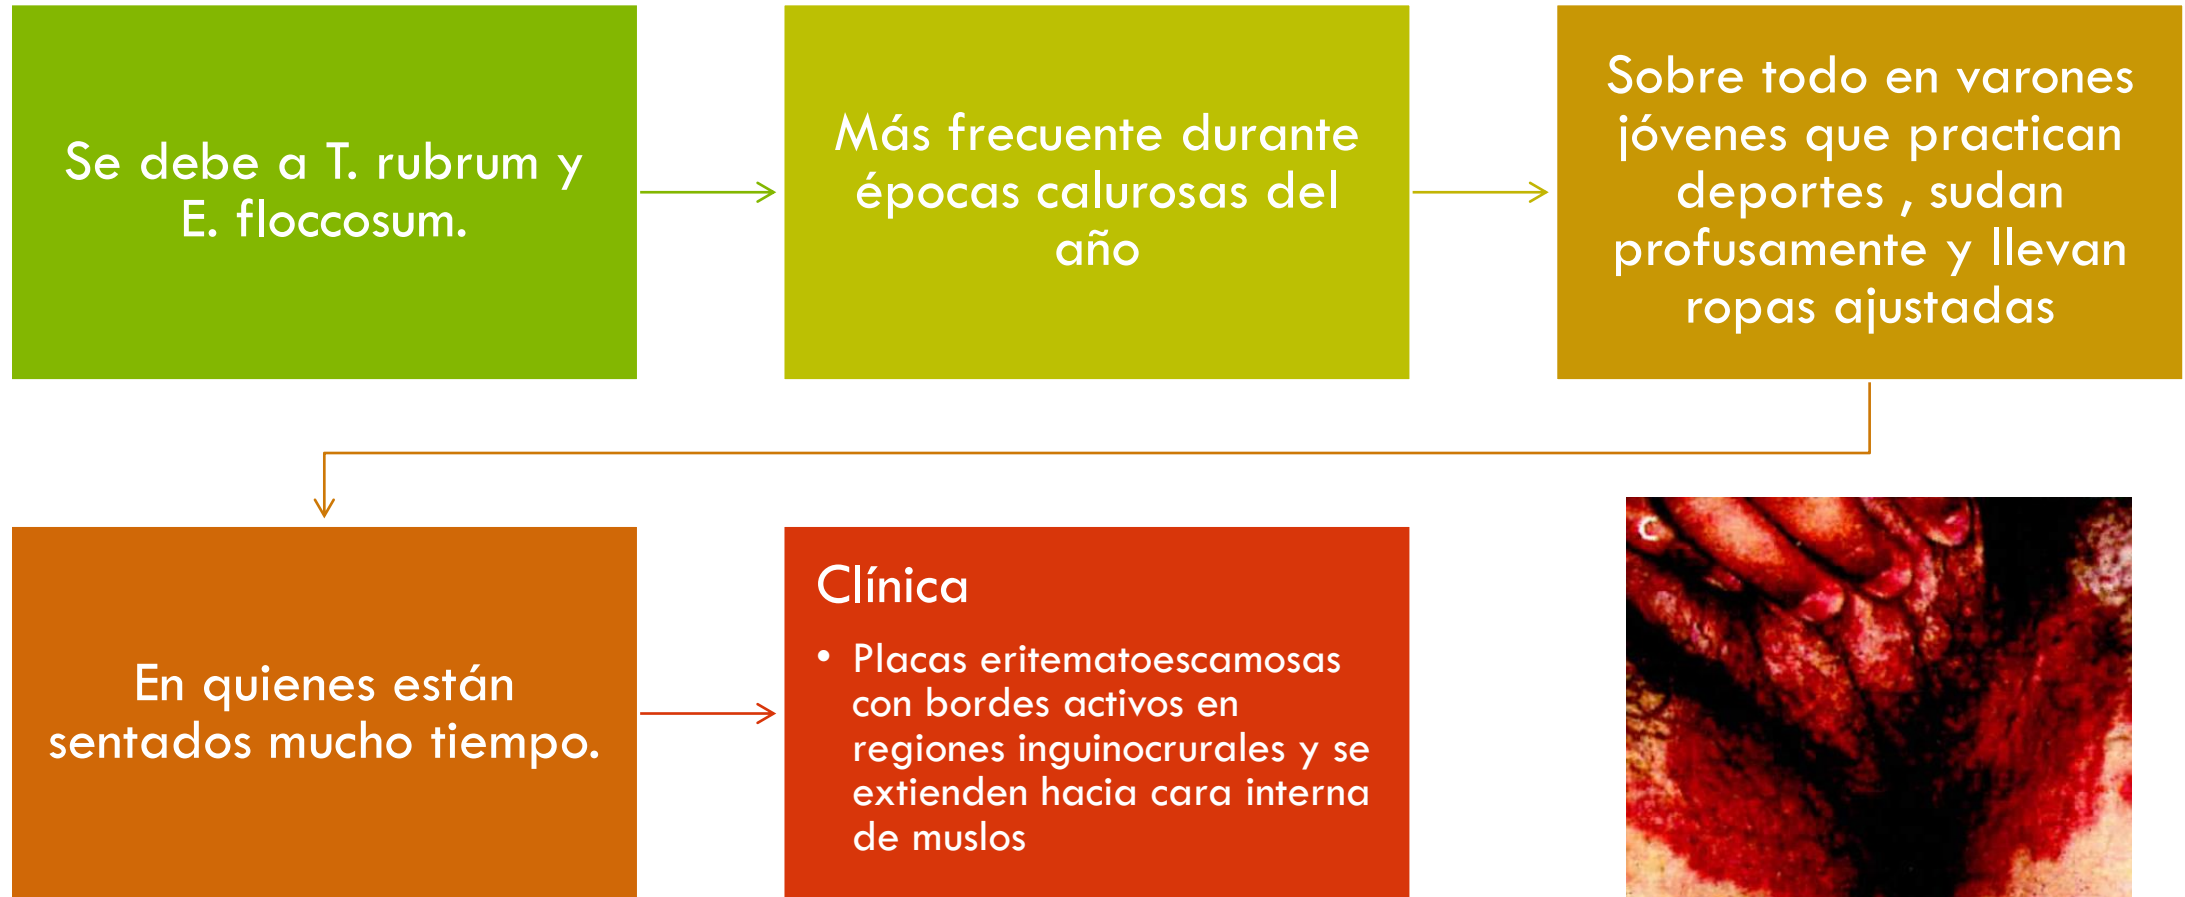 Se debe a T. rubrum y
E. floccosum.
Más frecuente durante
épocas calurosas del
año
Sobre todo en varones
jóvenes que practican
deportes , sudan
profusamente y llevan
ropas ajustadas
En quienes están
sentados mucho tiempo.
Clínica
• Placas eritematoescamosas
con bordes activos en
regiones inguinocrurales y se
extienden hacia cara interna
de muslos
C